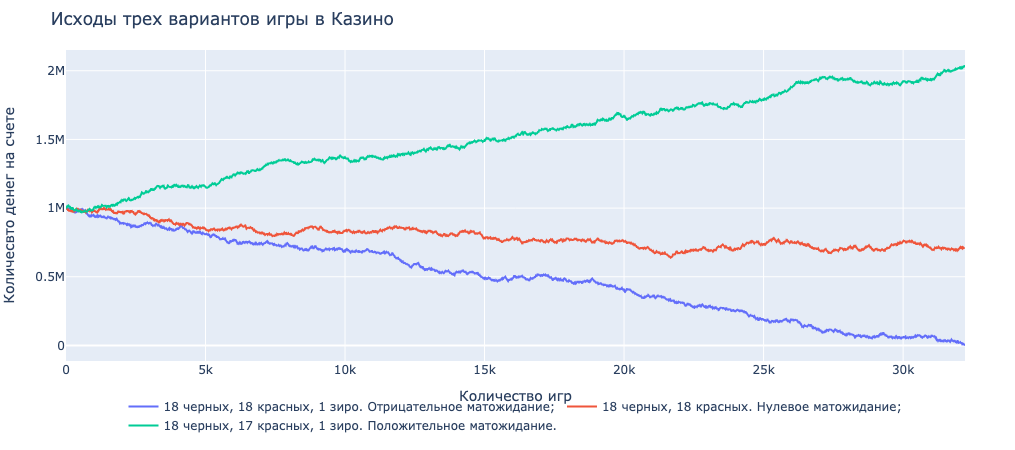 Исходы трех вариантов игры в Казино
Количесвто денег на счете
2M
1.5M
1M
0.5M
0
0 5k 10k 15k 20k 25k 30k
Количество игр
18 черных, 18 красных, 1 зиро. Отрицательное матожидание; 18 черных, 18 красных. Нулевое матожидание;
18 черных, 17 красных, 1 зиро. Положительное матожидание.